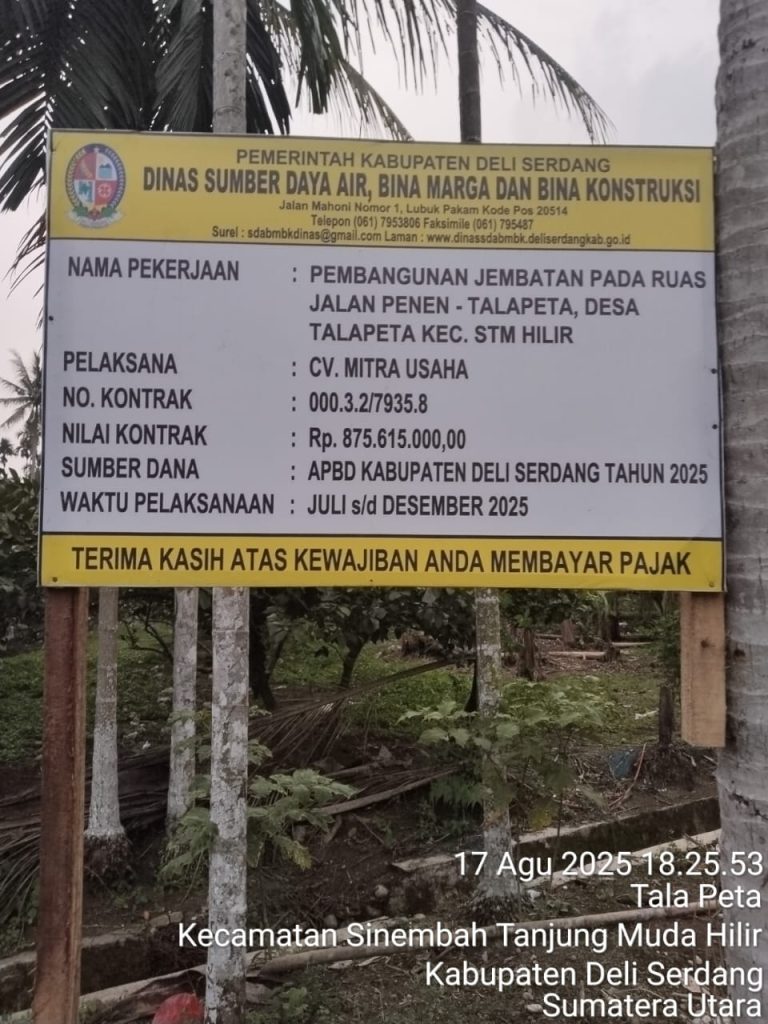 PEMERINTAH KABUPATEN DELI SERDANG
DINAS SUMBER DAYA AIR, BINA MARGA DAN BINA KONSTRUKSI
Jalan Mahoni Nomor 1, Lubuk Pakam Kode Pos 20514
Telepon (061) 7953806 Faksimile (061) 795487
Surel : sdabmbkdinas@gmail.com Laman : www.dinassdabmbk.deliserdangkab.go.id
NAMA PEKERJAAN : PEMBANGUNAN JEMBATAN PADA RUAS
JALAN PENEN - TALAPETA, DESA
TALAPETA KEC. STM HILIR
PELAKSANA : CV. MITRA USAHA
NO. KONTRAK : 000.3.2/7935.8
NILAI KONTRAK : Rp. 875.615.000,00
SUMBER DANA : APBD KABUPATEN DELI SERDANG TAHUN 2025
WAKTU PELAKSANAAN : JULI s/d DESEMBER 2025
TERIMA KASIH ATAS KEWAJIBAN ANDA MEMBAYAR PAJAK
17 Agu 2025 18.25.53
Tala Peta
Kecamatan Sinembah Tanjung Muda Hilir
Kabupaten Deli Serdang
Sumatera Utara